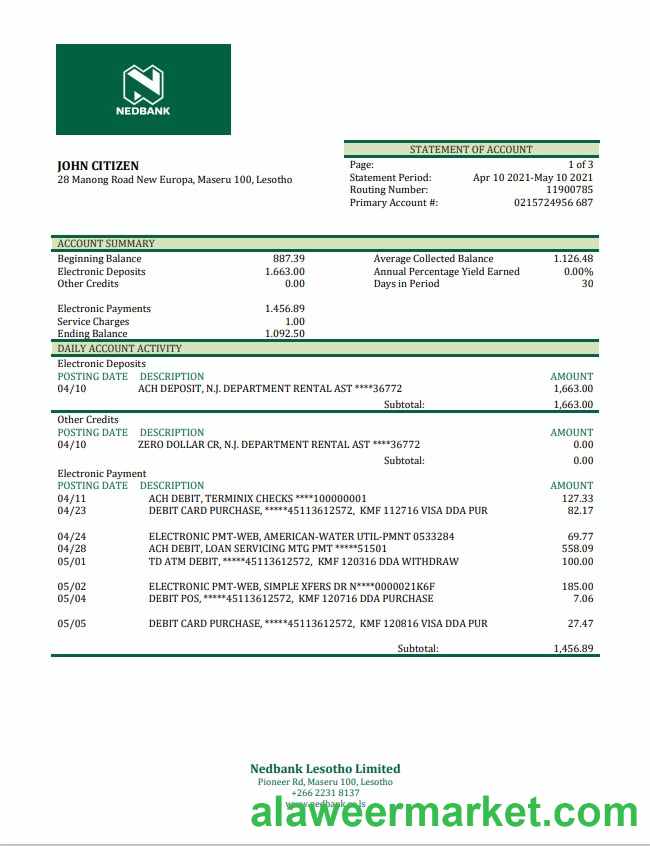 NEDBANK
STATEMENT OF ACCOUNT
JOHN CITIZEN
28 Manong Road New Europa, Maseru 100, Lesotho
Page: 1 of 3
Statement Period: Apr 10 2021-May 10 2021
Routing Number: 11900785
Primary Account #: 0215724956 687
ACCOUNT SUMMARY
Beginning Balance 887.39 Average Collected Balance 1.126.48
Electronic Deposits 1.663.00 Annual Percentage Yield Earned 0.00%
Other Credits 0.00 Days in Period 30
Electronic Payments 1.456.89
Service Charges 1.00
Ending Balance 1.092.50
DAILY ACCOUNT ACTIVITY
Electronic Deposits
POSTING DATE DESCRIPTION AMOUNT
04/10 ACH DEPOSIT, N.J. DEPARTMENT RENTAL AST ****36772 1,663.00
Subtotal: 1,663.00
Other Credits
POSTING DATE DESCRIPTION AMOUNT
04/10 ZERO DOLLAR CR, N.J. DEPARTMENT RENTAL AST ****36772 0.00
Subtotal: 0.00
Electronic Payment
POSTING DATE DESCRIPTION AMOUNT
04/11 ACH DEBIT, TERMINIX CHECKS ****100000001 127.33
04/23 DEBIT CARD PURCHASE, *****45113612572, KMF 112716 VISA DDA PUR 82.17
04/24 ELECTRONIC PMT-WEB, AMERICAN-WATER UTIL-PMNT 0533284 69.77
04/28 ACH DEBIT, LOAN SERVICING MTG PMT *****51501 558.09
05/01 TD ATM DEBIT, *****45113612572, KMF 120316 DDA WITHDRAW 100.00
05/02 ELECTRONIC PMT-WEB, SIMPLE XFERS DR N****0000021K6F 185.00
05/04 DEBIT POS, *****45113612572, KMF 120716 DDA PURCHASE 7.06
05/05 DEBIT CARD PURCHASE, *****45113612572, KMF 120816 VISA DDA PUR 27.47
Subtotal: 1,456.89
Nedbank Lesotho Limited
Pioneer Rd, Maseru 100, Lesotho
+266 2231 8137
alaweermarket.com